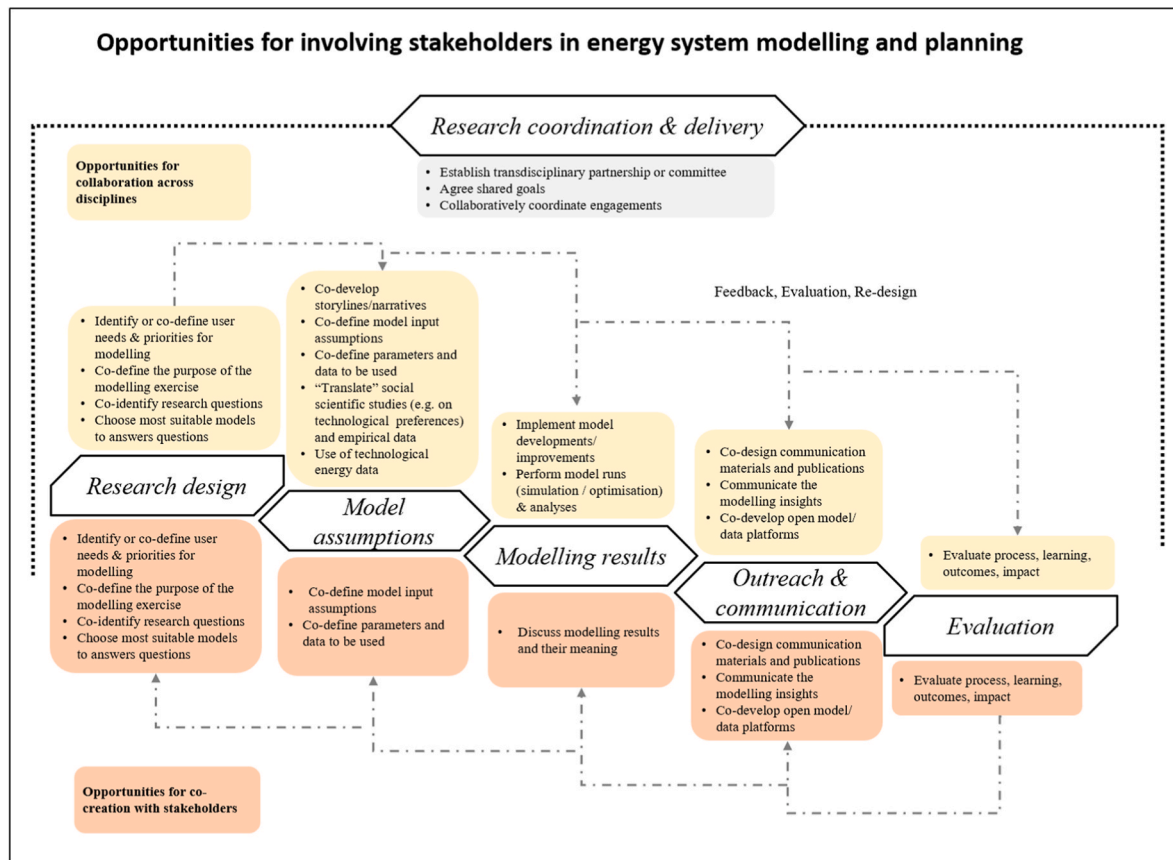 Opportunities for involving stakeholders in energy system modelling and planning
Research coordination & delivery
• Establish transdisciplinary partnership or committee
• Agree shared goals
• Collaboratively coordinate engagements
Opportunities for
collaboration across
disciplines
Feedback, Evaluation, Re-design
• Identify or co-define user
needs & priorities for
modelling
• Co-define the purpose of the
modelling exercise
• Co-identify research questions
• Choose most suitable models
to answers questions
Research design
• Identify or co-define user
needs & priorities for
modelling
• Co-define the purpose of the
modelling exercise
• Co-identify research questions
• Choose most suitable models
to answers questions
• Co-develop
storylines/narratives
• Co-define model input
assumptions
• Co-define parameters and
data to be used
• “Translate” social
scientific studies (e.g. on
technological preferences)
and empirical data
• Use of technological
energy data
Model
assumptions
• Co-define model input
assumptions
• Co-define parameters and
data to be used
• Implement model
developments/
improvements
• Perform model runs
(simulation / optimisation)
& analyses
Modelling results
• Discuss modelling results
and their meaning
• Co-design communication
materials and publications
• Communicate the
modelling insights
• Co-develop open model/
data platforms
Outreach &
communication
• Co-design communication
materials and publications
• Communicate the
modelling insights
• Co-develop open model/
data platforms
• Evaluate process, learning,
outcomes, impact
Evaluation
• Evaluate process, learning,
outcomes, impact
Opportunities for co-
creation with stakeholders